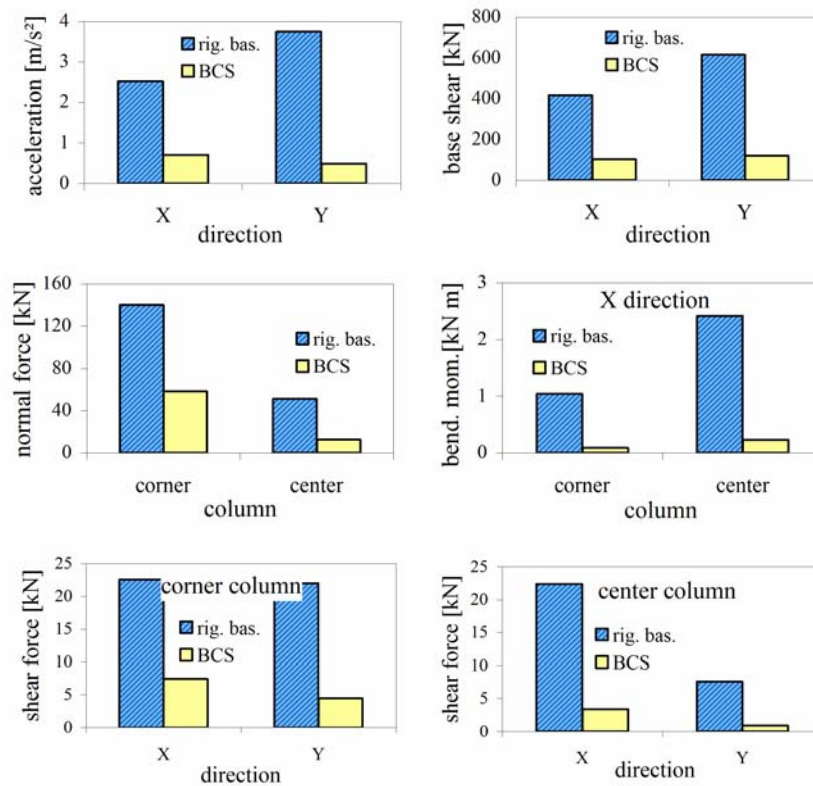 acceleration [m/s²]
4
3
2
1
0
rig. bas.
BCS
X
Y
direction
base shear [kN]
800
600
400
200
0
rig. bas.
BCS
X
Y
direction
normal force [kN]
160
120
80
40
0
rig. bas.
BCS
corner
center
column
bend. mom.[kN m]
3
2
1
0
X direction
rig. bas.
BCS
corner
center
column
shear force [kN]
25
20
15
10
5
0
corner column
rig. bas.
BCS
X
Y
direction
shear force [kN]
25
20
15
10
5
0
center column
rig. bas.
BCS
X
Y
direction